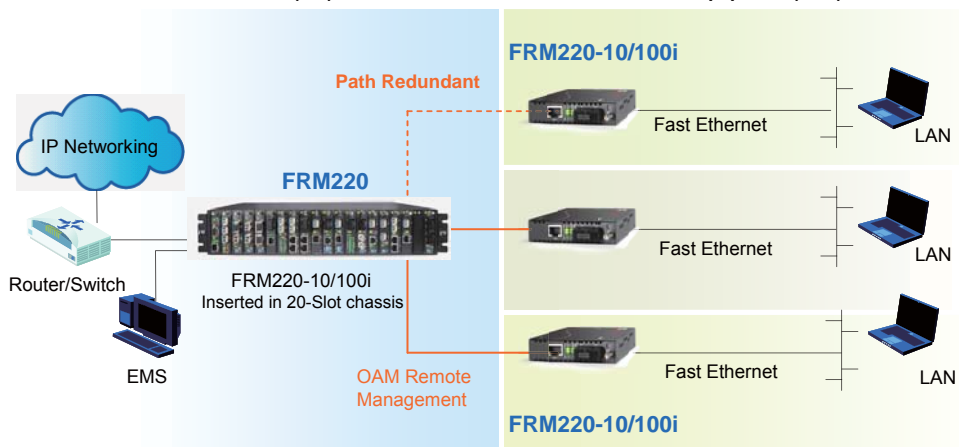 FRM220-10/100i
Path Redundant
Fast Ethernet
LAN
IP Networking
FRM220
Router/Switch
FRM220-10/100i
Inserted in 20-Slot chassis
Fast Ethernet
LAN
EMS
OAM Remote
Management
Fast Ethernet
LAN
FRM220-10/100i